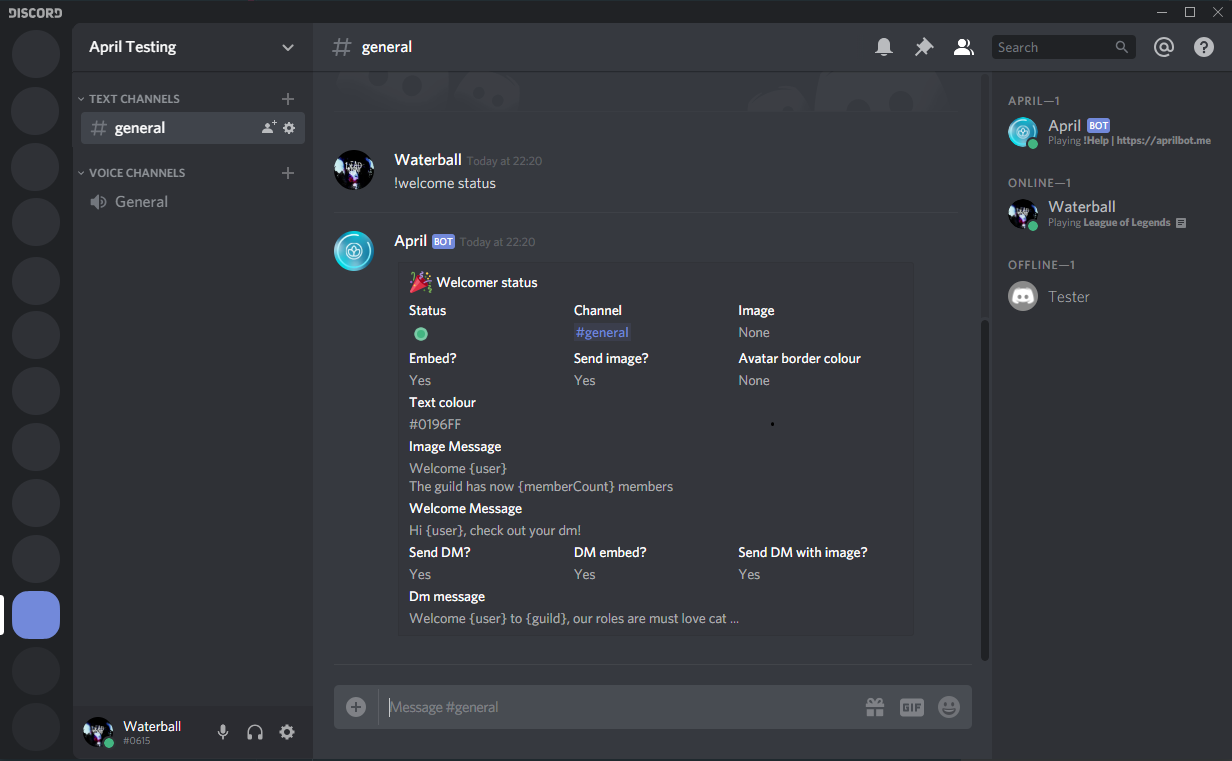 DISCORD
April Testing
TEXT CHANNELS
general
VOICE CHANNELS
General
Waterball
#0615
# general
Search
Waterball Today at 22:20
!welcome status
April BOT Today at 22:20
Welcomer status
Status Channel Image
#general None
Embed? Send image? Avatar border colour
Yes Yes None
Text colour
#0196FF
Image Message
Welcome {user}
The guild has now {memberCount} members
Welcome Message
Hi {user}, check out your dm!
Send DM? DM embed? Send DM with image?
Yes Yes Yes
Dm message
Welcome {user} to {guild}, our roles are must love cat ...
Message #general
GIF
APRIL—1
April BOT
Playing !Help | https://aprilbot.me
ONLINE—1
Waterball
Playing League of Legends
OFFLINE—1
Tester